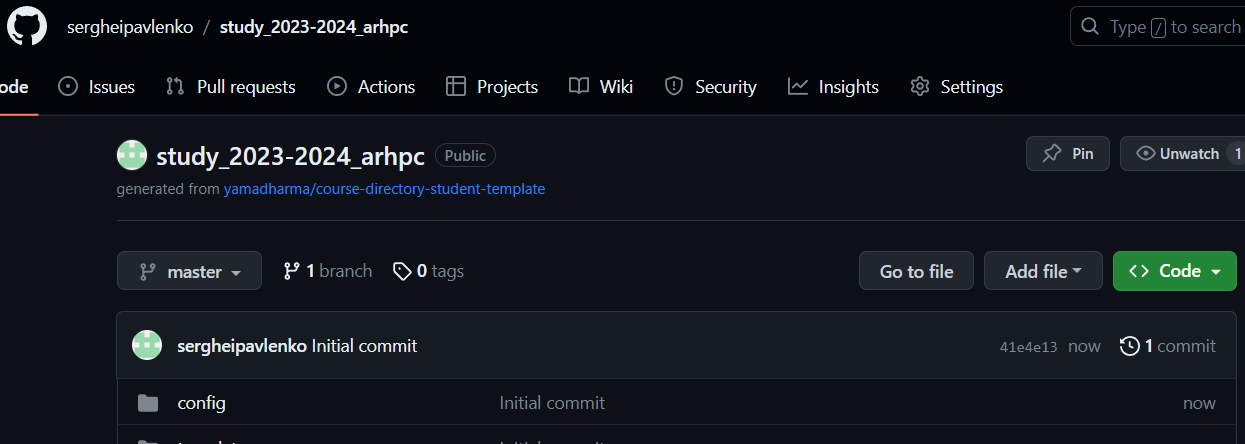 sergheipavlenko / study_2023-2024_arhpc
Type / to search
ode Issues Pull requests Actions Projects Wiki Security Insights Settings
study_2023-2024_arhpc Public Pin Unwatch 1
generated from yamadharma/course-directory-student-template
master 1 branch 0 tags Go to file Add file <> Code
sergheipavlenko Initial commit 41e4e13 now 1 commit
config Initial commit now